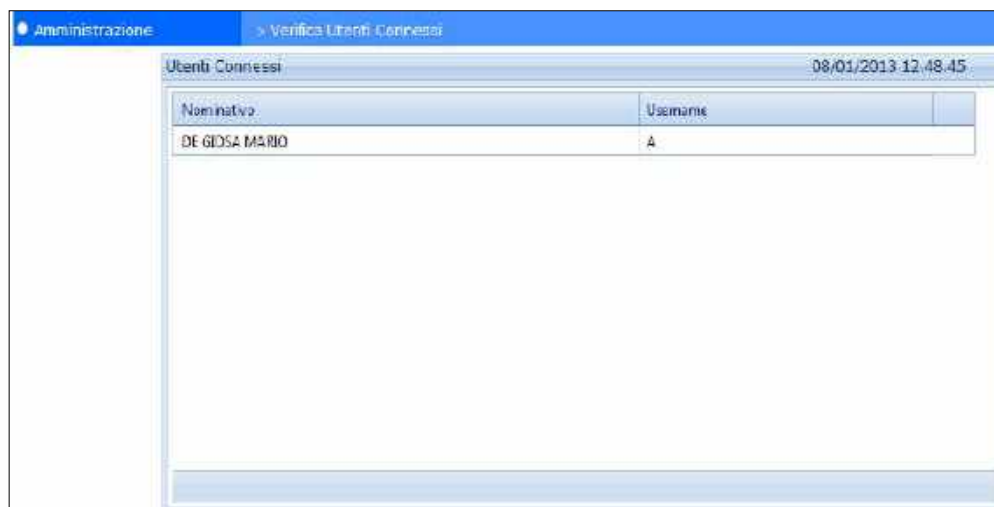 Amministrazione > Verifica Utenti Connessi
Utenti Connessi 08/01/2013 12.48.45
Nominativo Username
DE GIOSA MARIO A